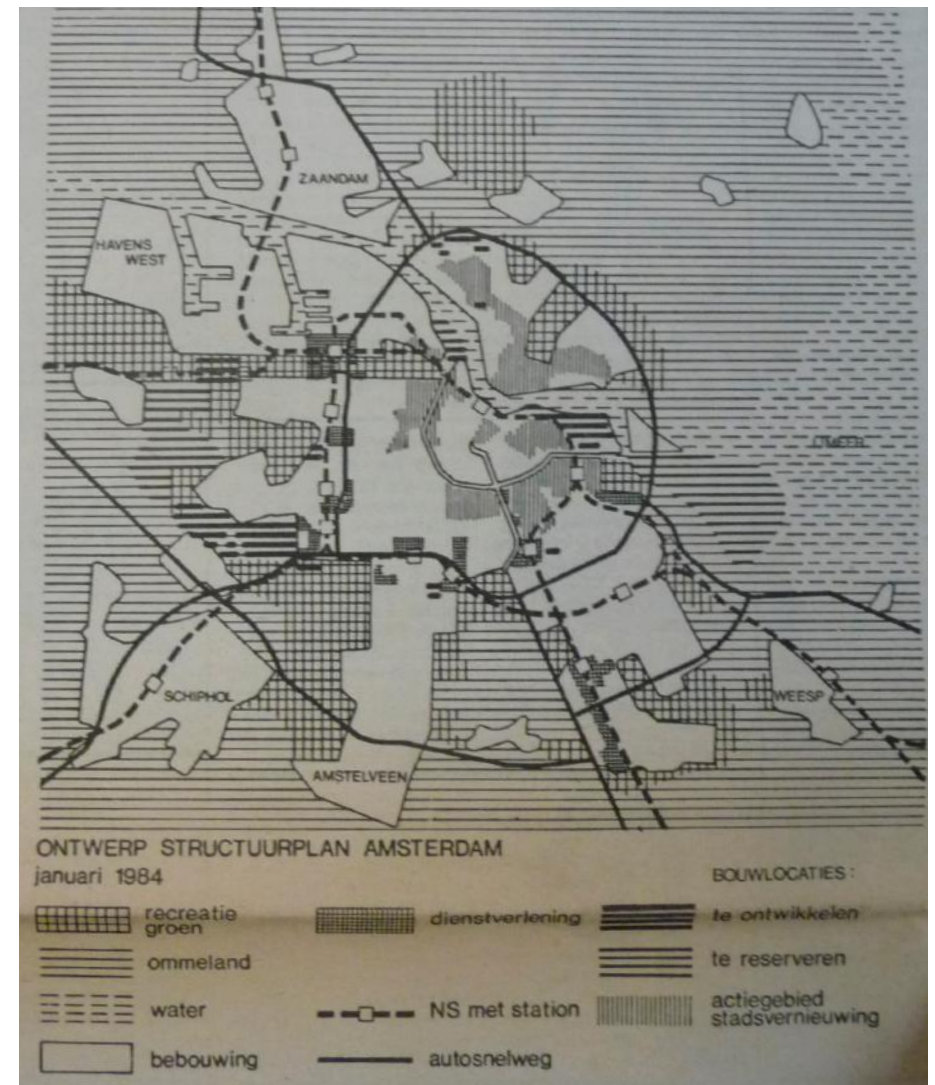 ZAANDAM
HAVENS
WEST
IJMEER
SCHIPHOL
WEESP
AMSTELVEEN
ONTWERP STRUCTUURPLAN AMSTERDAM
januari 1984
BOUWLOCATIES:
recreatie
groen
dienstverlening
te ontwikkelen
ommeland
te reserveren
water
NS met station
actiegebied
stadsvernieuwing
bebouwing
autosnelweg